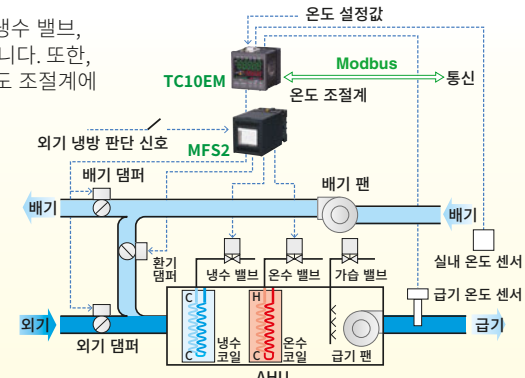 냉수 밸브,
니다. 또한,
도 조절계에
온도 설정값
TC10EM
Modbus
통신
온도 조절계
외기 냉방 판단 신호
MFS2
배기 댐퍼
배기 팬
배기
배기
환기
댐퍼
냉수 밸브
온수 밸브
가습 밸브
실내 온도 센서
급기 온도 센서
외기
외기 댐퍼
C
C
냉수
코일
H
C
온수
코일
급기 팬
급기
AHU